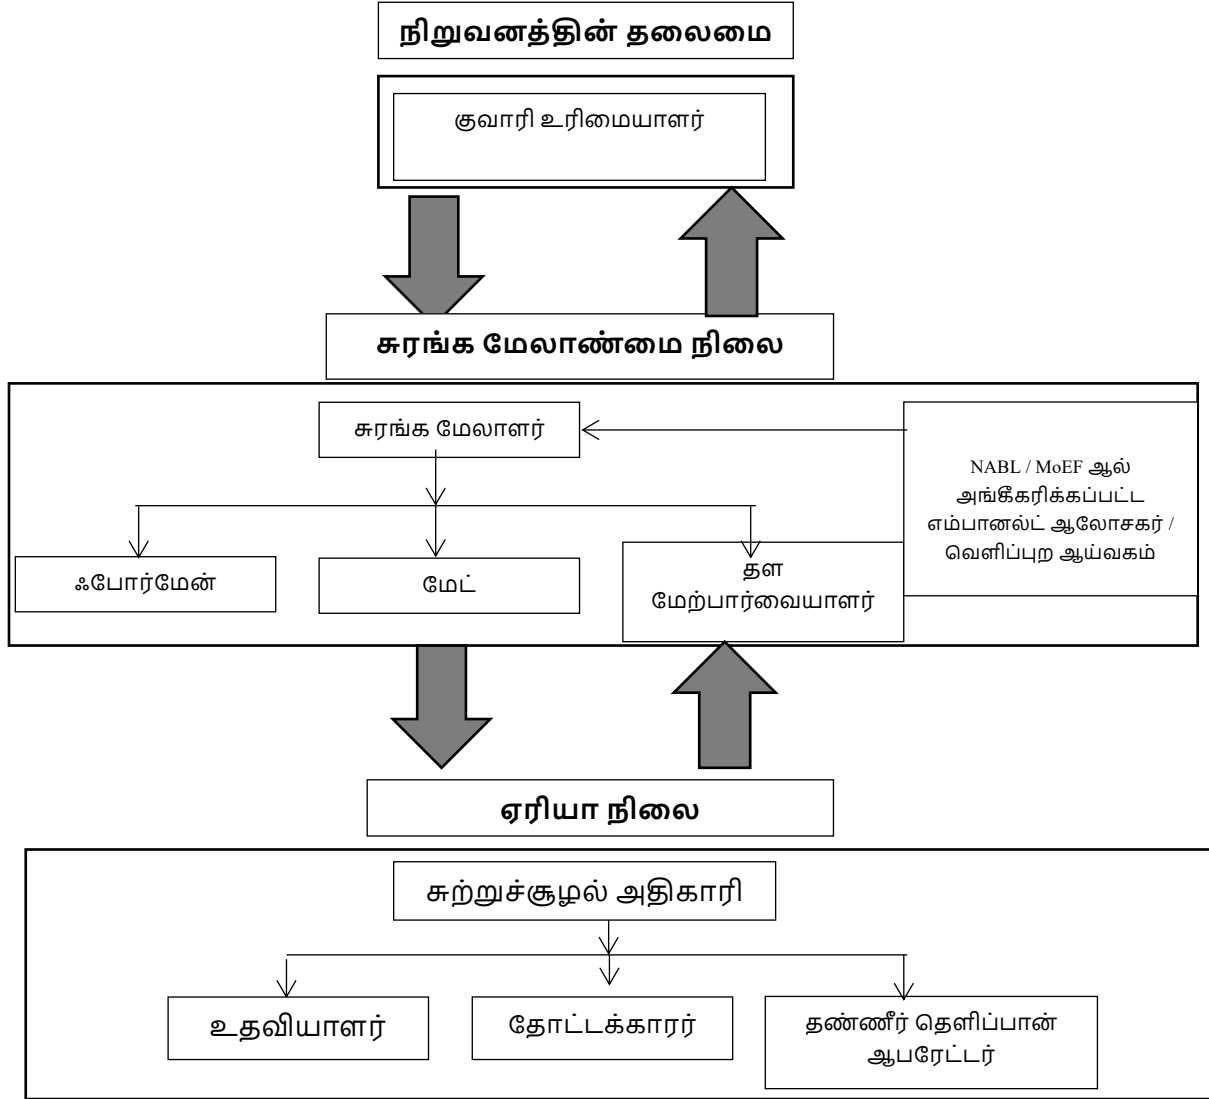 நிறுவனத்தின் தலைமை
குவாரி உரிமையாளர்
சுரங்க மேலாண்மை நிலை
சுரங்க மேலாளர்
NABL / MoEF ஆல்
அங்கீகரிக்கப்பட்ட
எம்பானல்ட் ஆலோசகர் /
வெளிப்புற ஆய்வகம்
ஃபோர்மேன்
மேட்
தள
மேற்பார்வையாளர்
ஏரியா நிலை
சுற்றுச்சூழல் அதிகாரி
உதவியாளர்
தோட்டக்காரர்
தண்ணீர் தெளிப்பான்
ஆபரேட்டர்